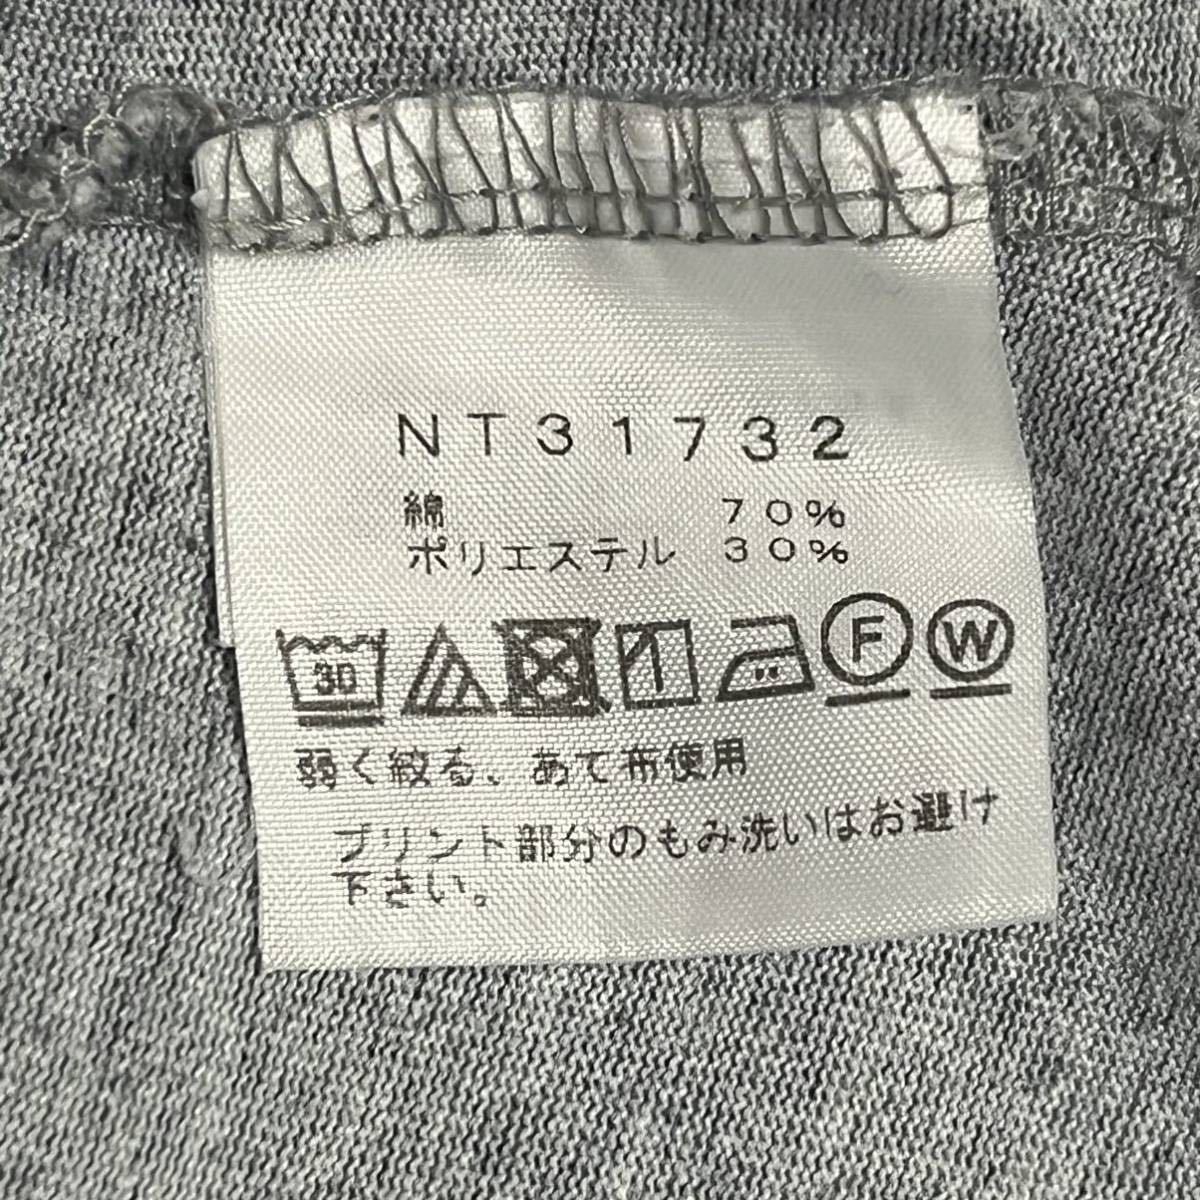 NT31732
綿 70%
ポリエステル 30%
30 F W
弱く絞る、あて布使用
プリント部分のもみ洗いはお避け
下さい。